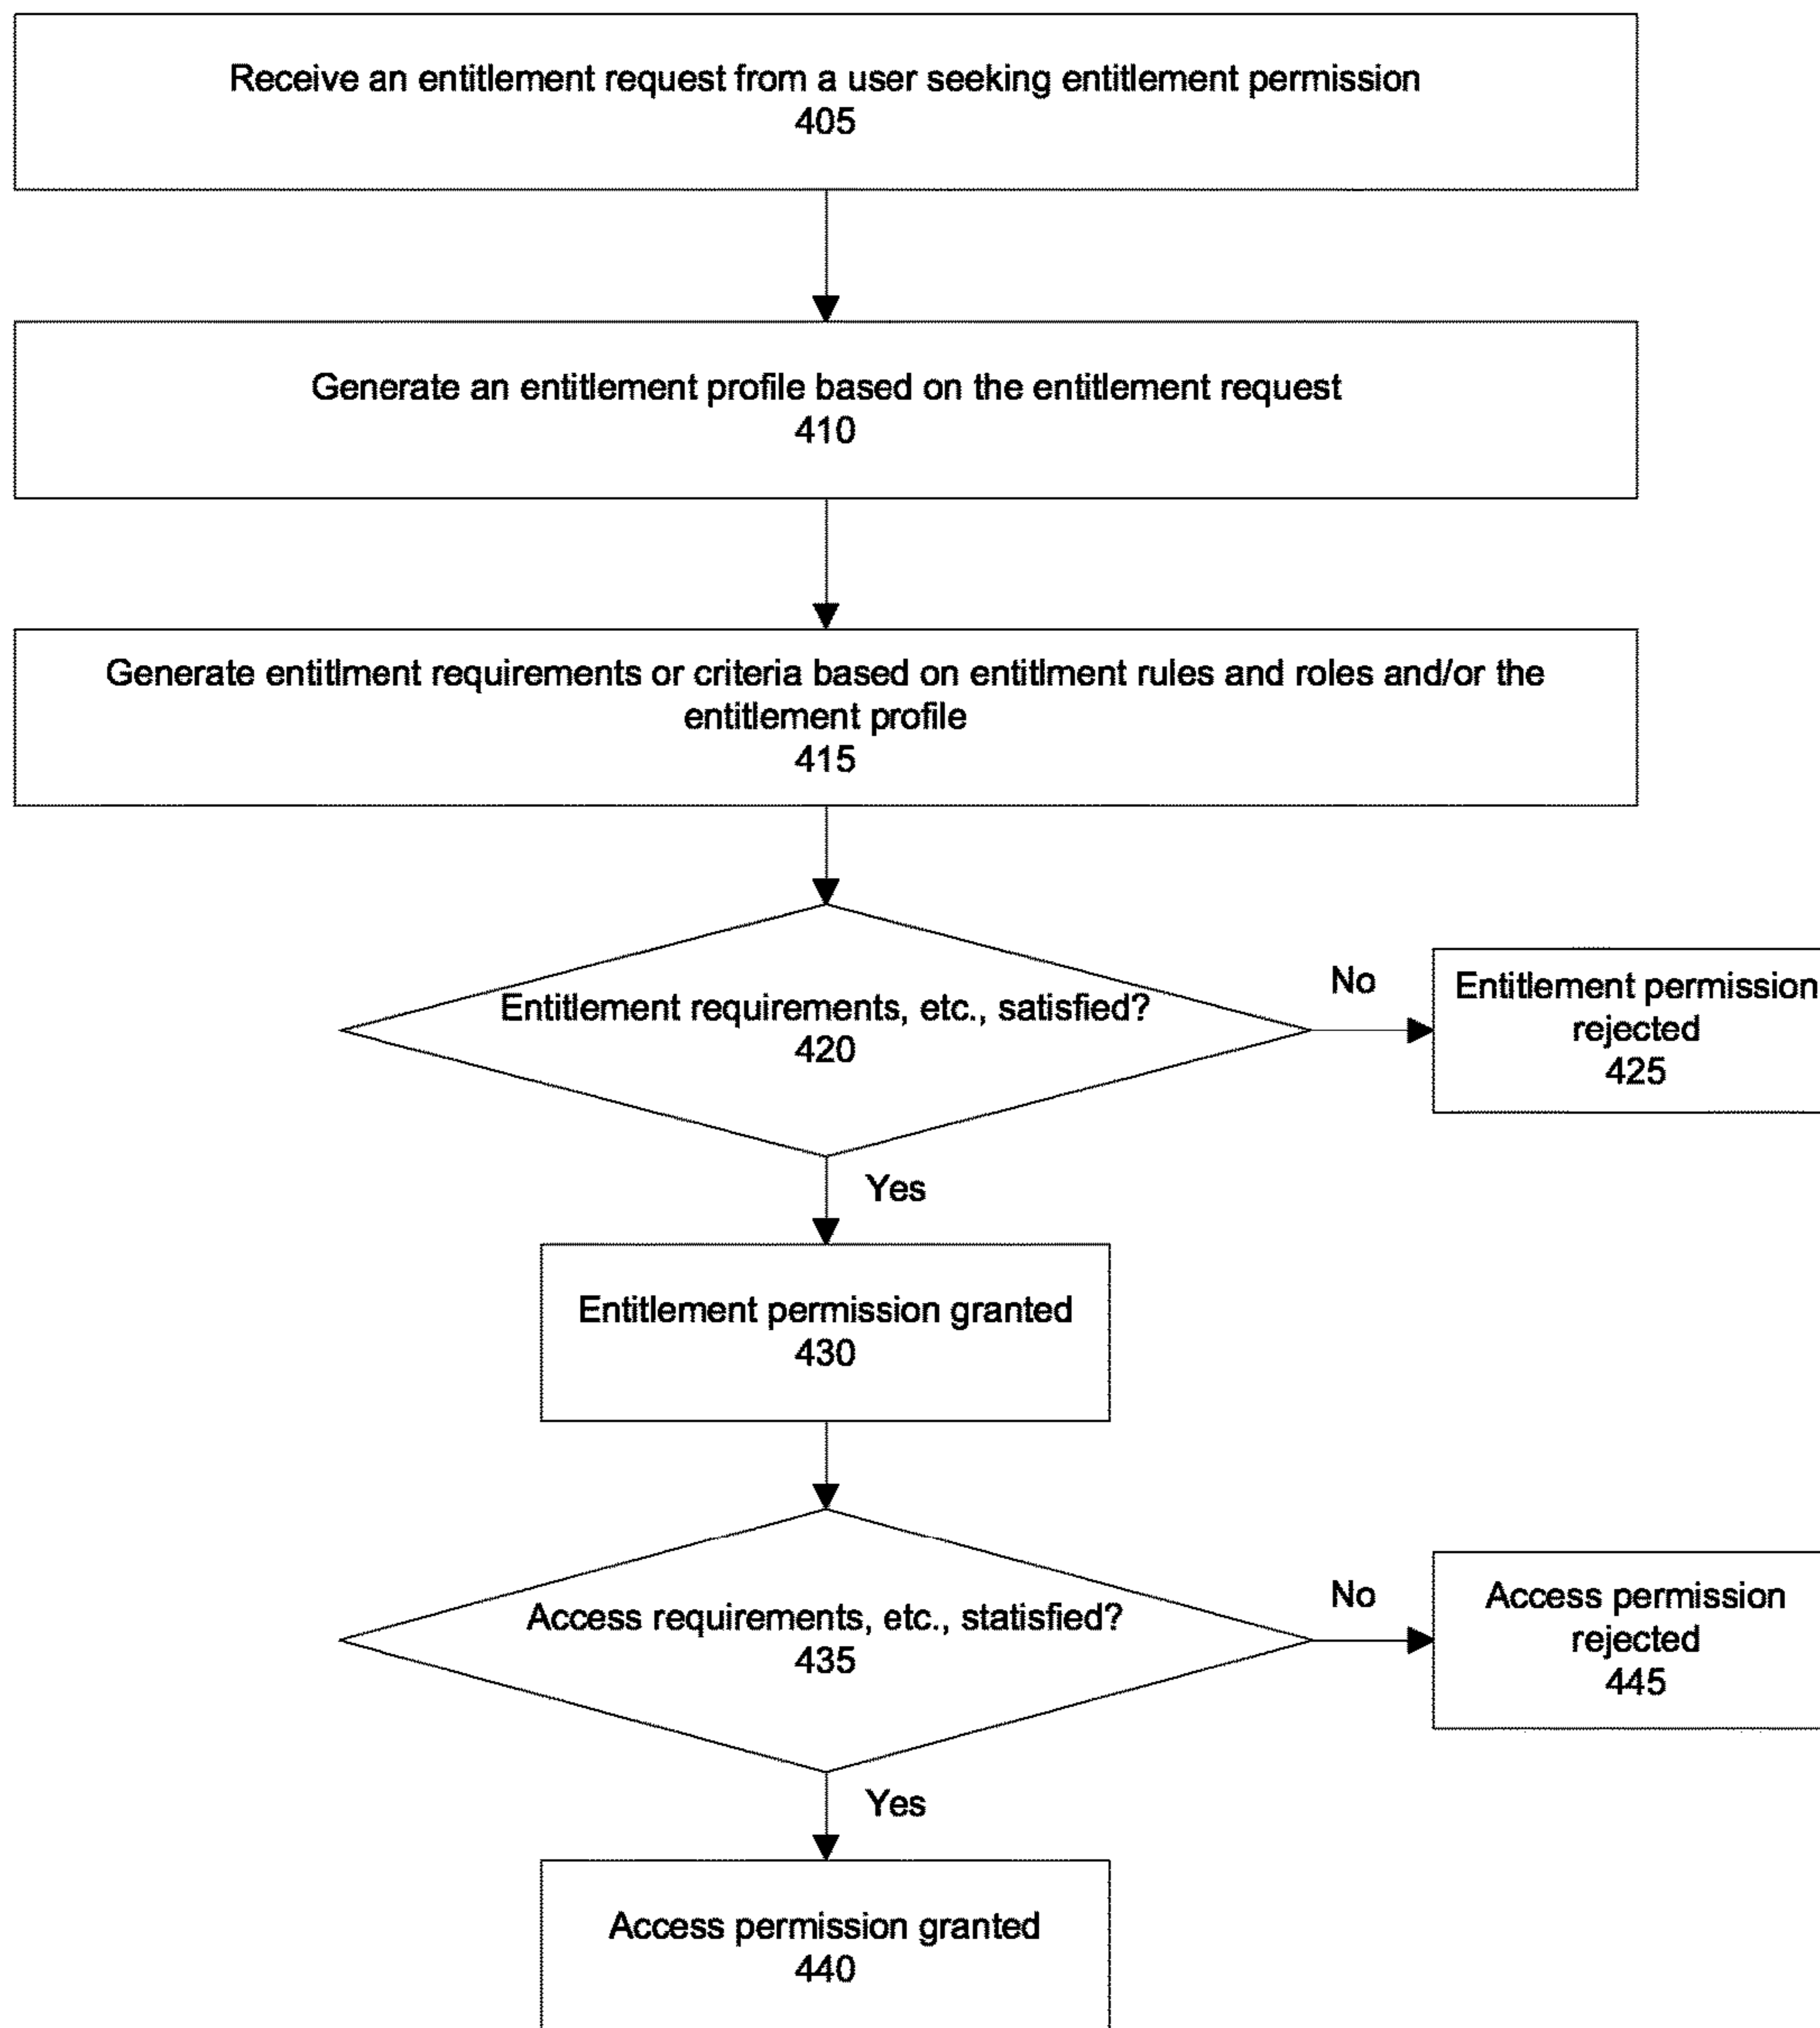 Receive an entitlement request from a user seeking entitlement permission
405
Generate an entitlement profile based on the entitlement request
410
Generate entitlment requirements or criteria based on entitlment rules and roles and/or the
entitlement profile
415
Entitlement requirements, etc., satisfied?
420
No
Entitlement permission
rejected
425
Yes
Entitlement permission granted
430
Access requirements, etc., statisfied?
435
No
Access permission
rejected
445
Yes
Access permission granted
440